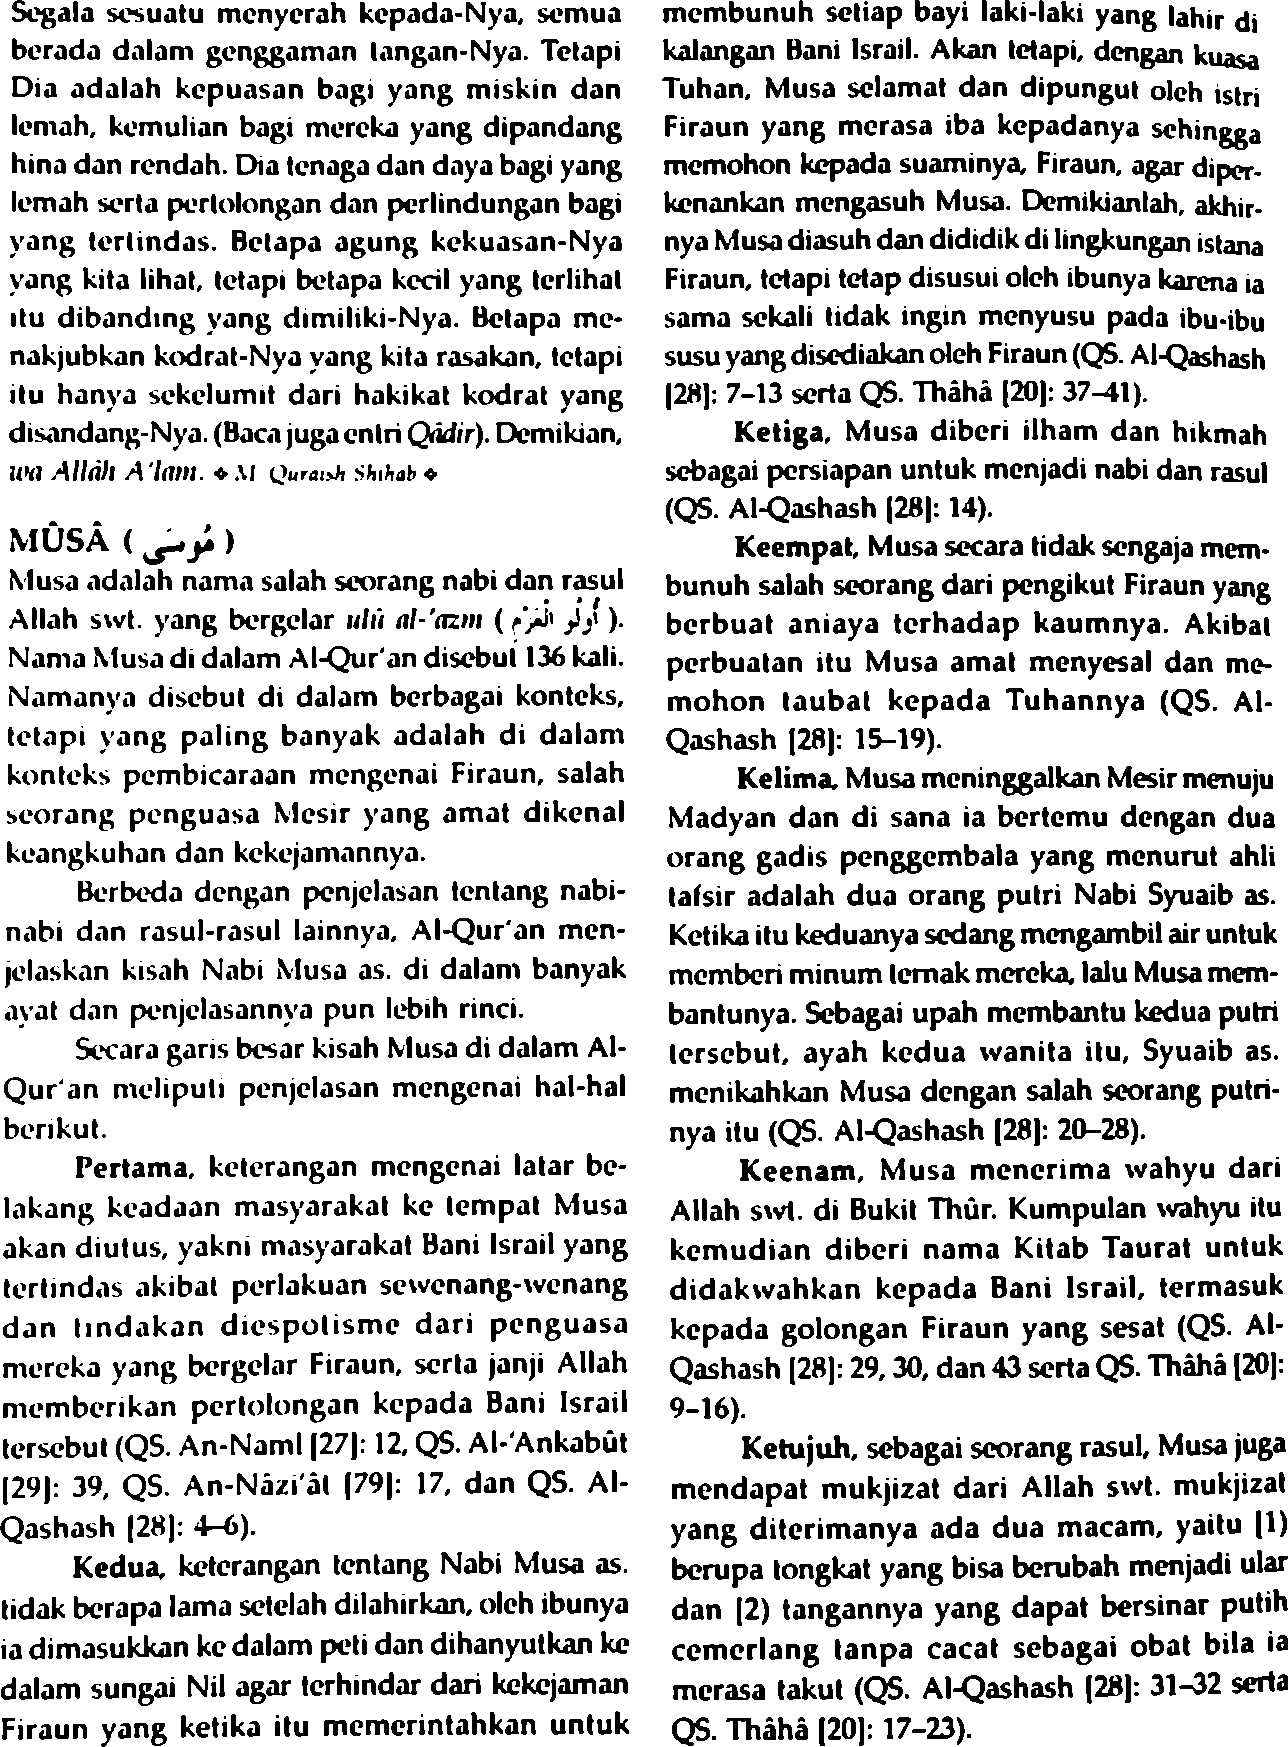 Segala sesuatu menyerah kepada-Nya, semua
berada dalam genggaman tangan-Nya. Tetapi
Dia adalah kepuasan bagi yang miskin dan
lemah, kemulian bagi mereka yang dipandang
hina dan rendah. Dia tenaga dan daya bagi yang
lemah serta pertolongan dan perlindungan bagi
yang tertindas. Betapa agung kekuasan-Nya
yang kita lihat, tetapi betapa kecil yang terlihat
itu dibanding yang dimiliki-Nya. Betapa me-
nakjubkan kodrat-Nya yang kita rasakan, tetapi
itu hanya sekelumit dari hakikat kodrat yang
disandang-Nya. (Baca juga entri Qâdir). Demikian,
wa Allâh A'lam. ❖ M Quraish Shihab ❖
MÛSÂ ( مُوسَى )
Musa adalah nama salah seorang nabi dan rasul
Allah swt. yang bergelar ulû al-'azm ( أُولُو الْعَزْمِ ).
Nama Musa di dalam Al-Qur'an disebut 136 kali.
Namanya disebut di dalam berbagai konteks,
tetapi yang paling banyak adalah di dalam
konteks pembicaraan mengenai Firaun, salah
seorang penguasa Mesir yang amat dikenal
keangkuhan dan kekejamannya.
Berbeda dengan penjelasan tentang nabi-
nabi dan rasul-rasul lainnya, Al-Qur'an men-
jelaskan kisah Nabi Musa as. di dalam banyak
ayat dan penjelasannya pun lebih rinci.
Secara garis besar kisah Musa di dalam Al-
Qur'an meliputi penjelasan mengenai hal-hal
berikut.
Pertama, keterangan mengenai latar be-
lakang keadaan masyarakat ke tempat Musa
akan diutus, yakni masyarakat Bani Israil yang
tertindas akibat perlakuan sewenang-wenang
dan tindakan diespotisme dari penguasa
mereka yang bergelar Firaun, serta janji Allah
memberikan pertolongan kepada Bani Israil
tersebut (QS. An-Naml [27]: 12, QS. Al-'Ankabût
[29]: 39, QS. An-Nâzi'ât [79]: 17, dan QS. Al-
Qashash [28]: 4–6).
Kedua, keterangan tentang Nabi Musa as.
tidak berapa lama setelah dilahirkan, oleh ibunya
ia dimasukkan ke dalam peti dan dihanyutkan ke
dalam sungai Nil agar terhindar dari kekejaman
Firaun yang ketika itu memerintahkan untuk
membunuh setiap bayi laki-laki yang lahir di
kalangan Bani Israil. Akan tetapi, dengan kuasa
Tuhan, Musa selamat dan dipungut oleh istri
Firaun yang merasa iba kepadanya sehingga
memohon kepada suaminya, Firaun, agar diper-
kenankan mengasuh Musa. Demikianlah, akhir-
nya Musa diasuh dan dididik di lingkungan istana
Firaun, tetapi tetap disusui oleh ibunya karena ia
sama sekali tidak ingin menyusu pada ibu-ibu
susu yang disediakan oleh Firaun (QS. Al-Qashash
[28]: 7–13 serta QS. Thâhâ [20]: 37–41).
Ketiga, Musa diberi ilham dan hikmah
sebagai persiapan untuk menjadi nabi dan rasul
(QS. Al-Qashash [28]: 14).
Keempat, Musa secara tidak sengaja mem-
bunuh salah seorang dari pengikut Firaun yang
berbuat aniaya terhadap kaumnya. Akibat
perbuatan itu Musa amat menyesal dan me-
mohon taubat kepada Tuhannya (QS. Al-
Qashash [28]: 15–19).
Kelima, Musa meninggalkan Mesir menuju
Madyan dan di sana ia bertemu dengan dua
orang gadis penggembala yang menurut ahli
tafsir adalah dua orang putri Nabi Syuaib as.
Ketika itu keduanya sedang mengambil air untuk
memberi minum ternak mereka, lalu Musa mem-
bantunya. Sebagai upah membantu kedua putri
tersebut, ayah kedua wanita itu, Syuaib as.
menikahkan Musa dengan salah seorang putri-
nya itu (QS. Al-Qashash [28]: 20–28).
Keenam, Musa menerima wahyu dari
Allah swt. di Bukit Thûr. Kumpulan wahyu itu
kemudian diberi nama Kitab Taurat untuk
didakwahkan kepada Bani Israil, termasuk
kepada golongan Firaun yang sesat (QS. Al-
Qashash [28]: 29, 30, dan 43 serta QS. Thâhâ [20]:
9–16).
Ketujuh, sebagai seorang rasul, Musa juga
mendapat mukjizat dari Allah swt. mukjizat
yang diterimanya ada dua macam, yaitu [1)
berupa tongkat yang bisa berubah menjadi ular
dan [2) tangannya yang dapat bersinar putih
cemerlang tanpa cacat sebagai obat bila ia
merasa takut (QS. Al-Qashash [28]: 31–32 serta
QS. Thâhâ [20]: 17–23).